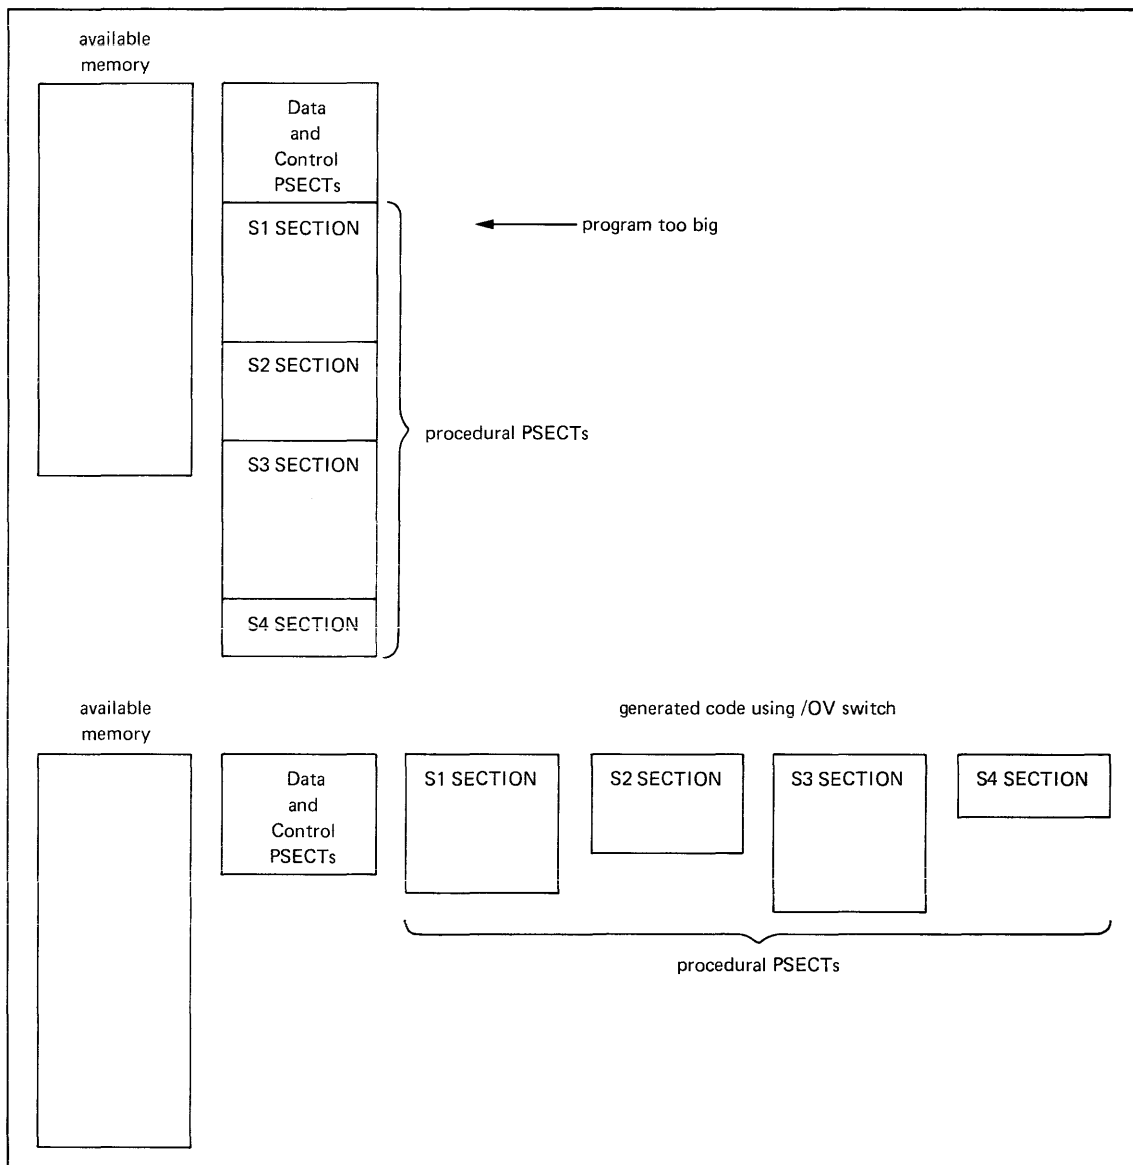 available
memory
Data
and
Control
PSECTs
S1 SECTION
program too big
S2 SECTION
procedural PSECTs
S3 SECTION
S4 SECTION
available
memory
generated code using /OV switch
Data
and
Control
PSECTs
S1 SECTION
S2 SECTION
S3 SECTION
S4 SECTION
procedural PSECTs